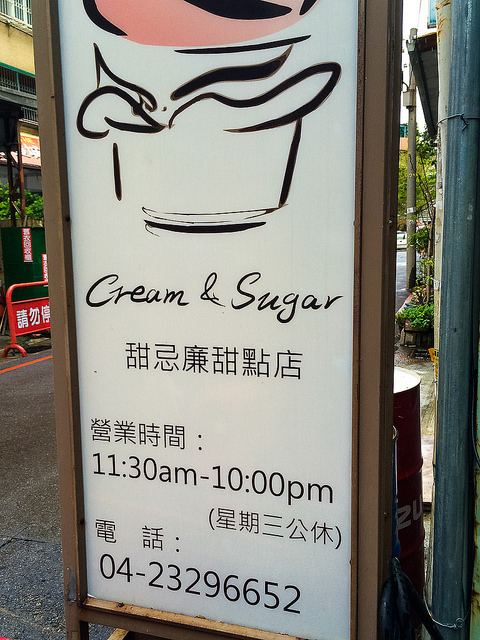 Cream & Sugar
甜忌廉甜點店
營業時間：
11:30am-10:00pm
(星期三公休)
電 話：
04-23296652
請勿停